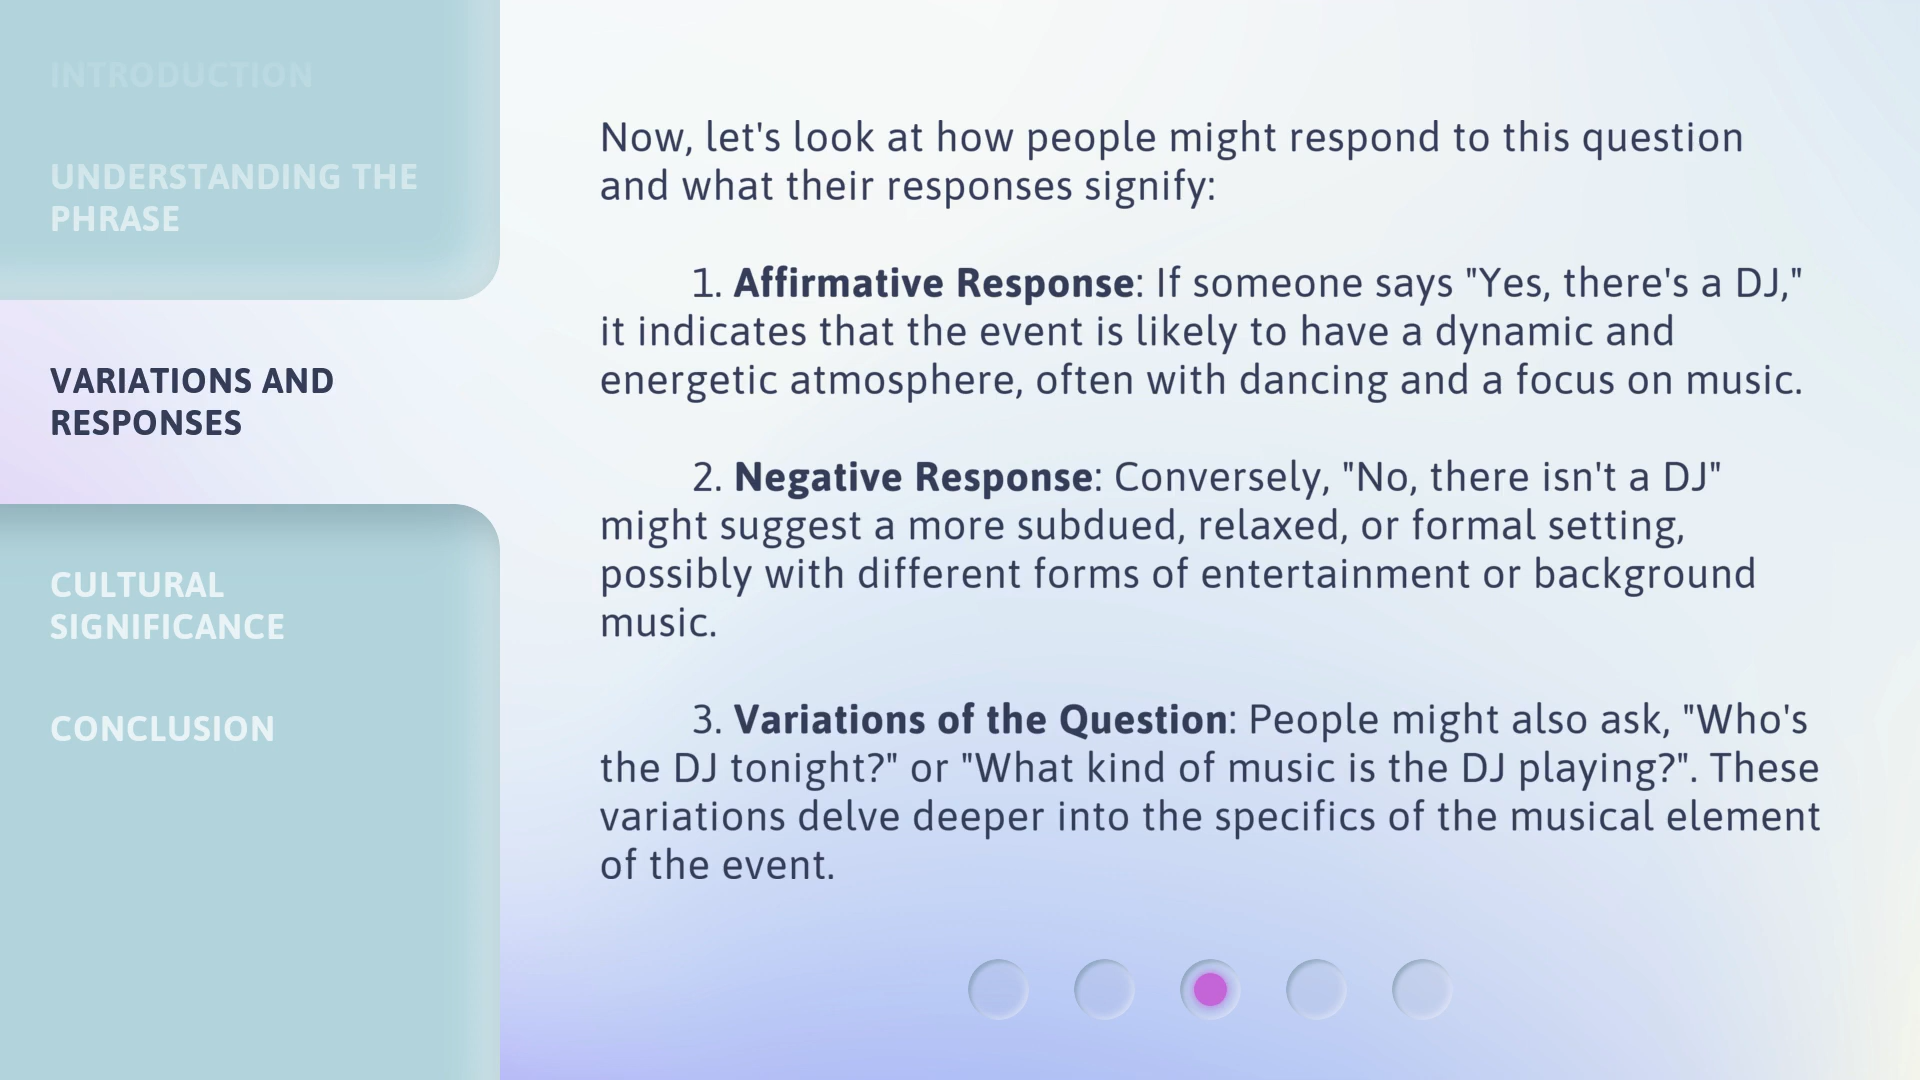 INTRODUCTION
UNDERSTANDING THE
PHRASE
VARIATIONS AND
RESPONSES
CULTURAL
SIGNIFICANCE
CONCLUSION
Now, let's look at how people might respond to this question
and what their responses signify:
1. Affirmative Response: If someone says "Yes, there's a DJ,"
it indicates that the event is likely to have a dynamic and
energetic atmosphere, often with dancing and a focus on music.
2. Negative Response: Conversely, "No, there isn't a DJ"
might suggest a more subdued, relaxed, or formal setting,
possibly with different forms of entertainment or background
music.
3. Variations of the Question: People might also ask, "Who's
the DJ tonight?" or "What kind of music is the DJ playing?". These
variations delve deeper into the specifics of the musical element
of the event.